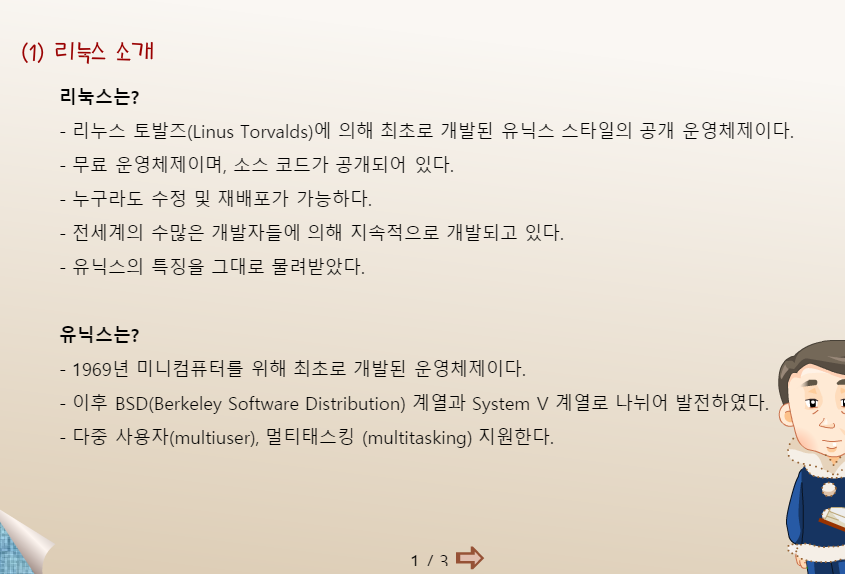 (1) 리눅스 소개
리눅스는?
- 리누스 토발즈(Linus Torvalds)에 의해 최초로 개발된 유닉스 스타일의 공개 운영체제이다.
- 무료 운영체제이며, 소스 코드가 공개되어 있다.
- 누구라도 수정 및 재배포가 가능하다.
- 전세계의 수많은 개발자들에 의해 지속적으로 개발되고 있다.
- 유닉스의 특징을 그대로 물려받았다.
유닉스는?
- 1969년 미니컴퓨터를 위해 최초로 개발된 운영체제이다.
- 이후 BSD(Berkeley Software Distribution) 계열과 System V 계열로 나뉘어 발전하였다.
- 다중 사용자(multiuser), 멀티태스킹 (multitasking) 지원한다.
1 / 3